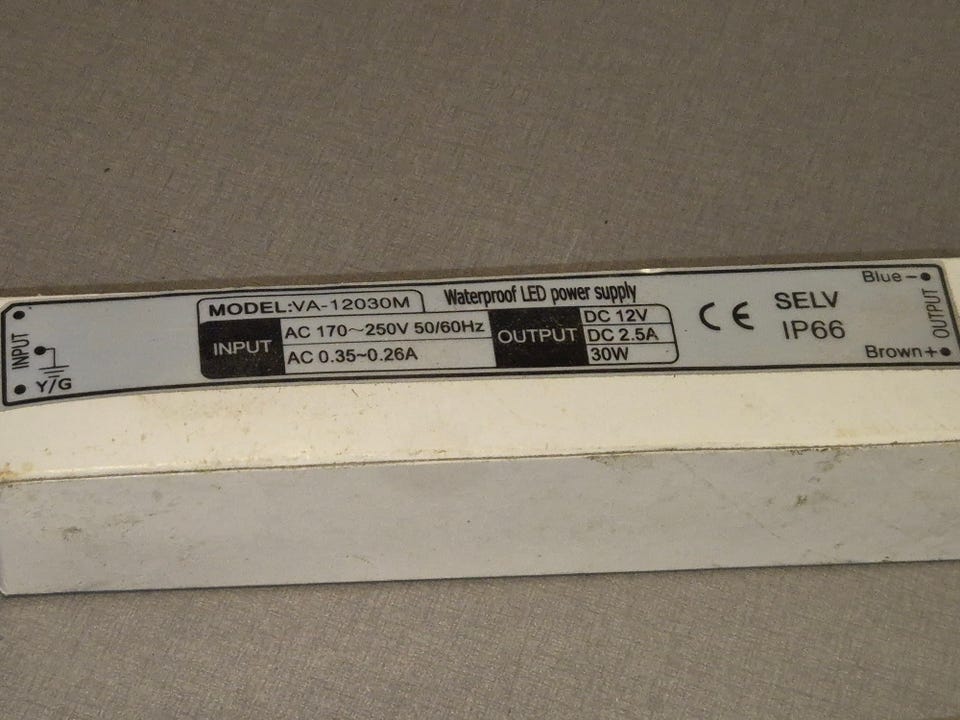 MODEL:VA-12030M
Waterproof LED power supply
INPUT
AC 170~250V 50/60Hz
AC 0.35~0.26A
OUTPUT
DC 12V
DC 2.5A
30W
CE
SELV
IP66
INPUT
Y/G
Blue -
OUTPUT
Brown +